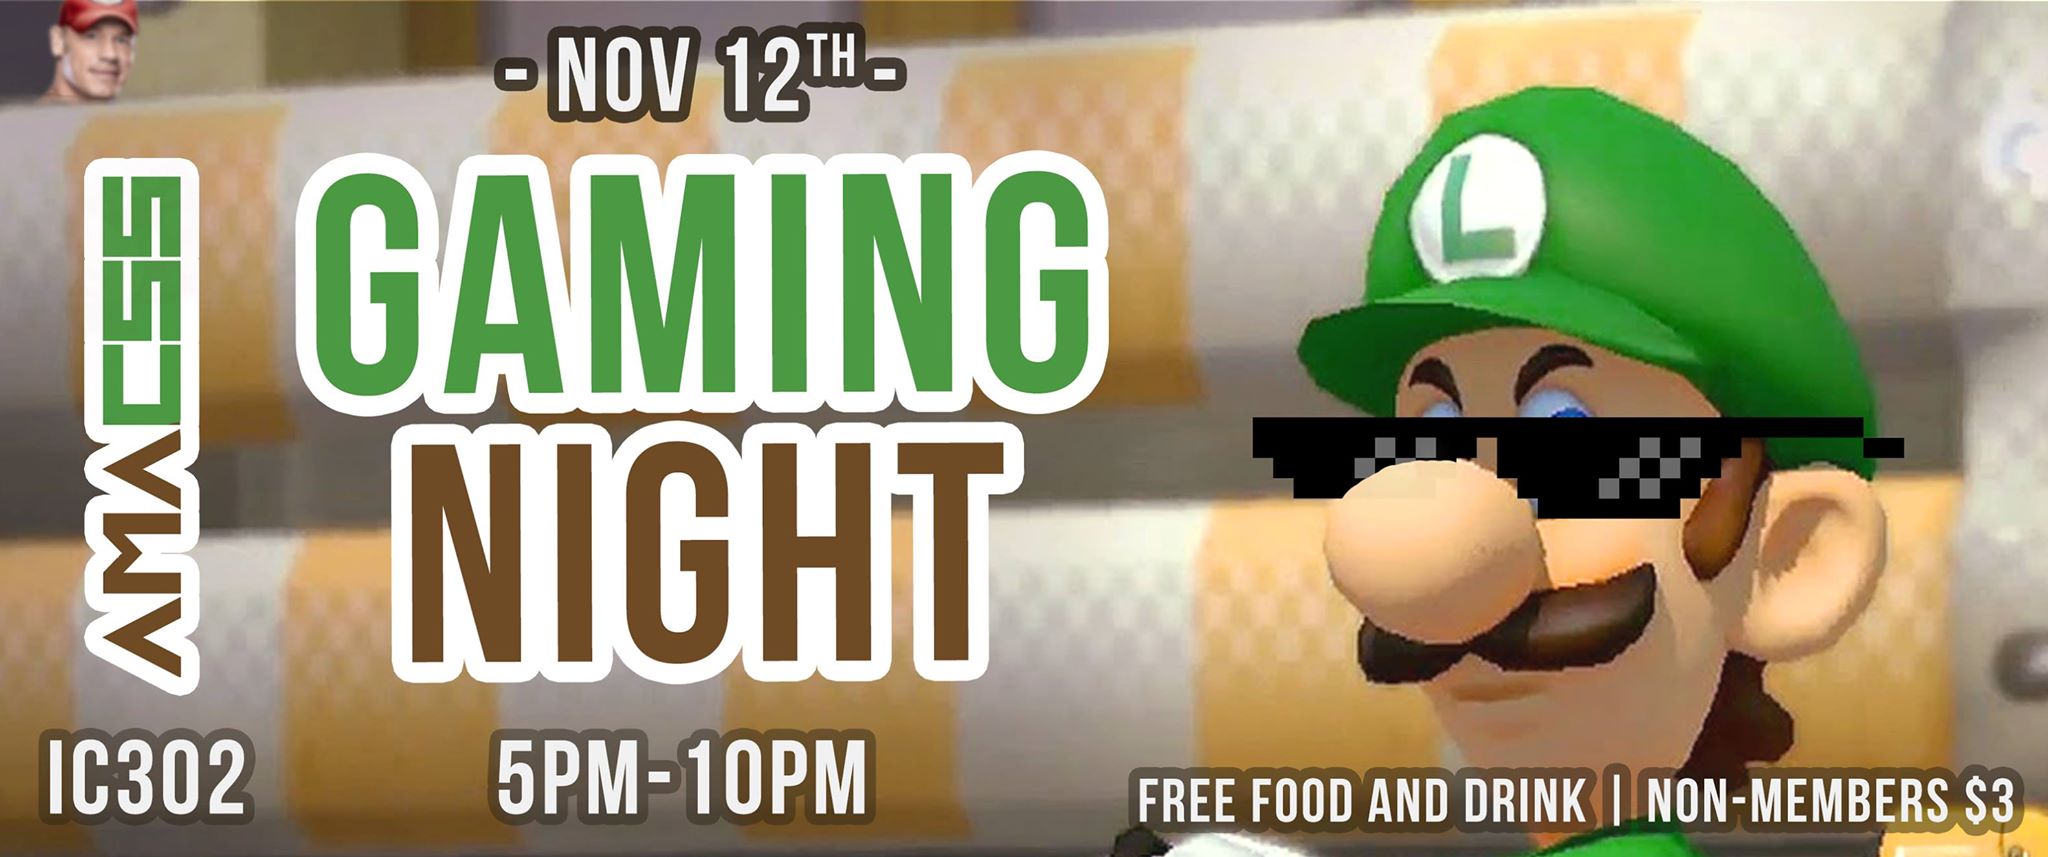 - NOV 12TH -
AMACSS
GAMING
NIGHT
L
IC302
5PM-10PM
FREE FOOD AND DRINK | NON-MEMBERS $3